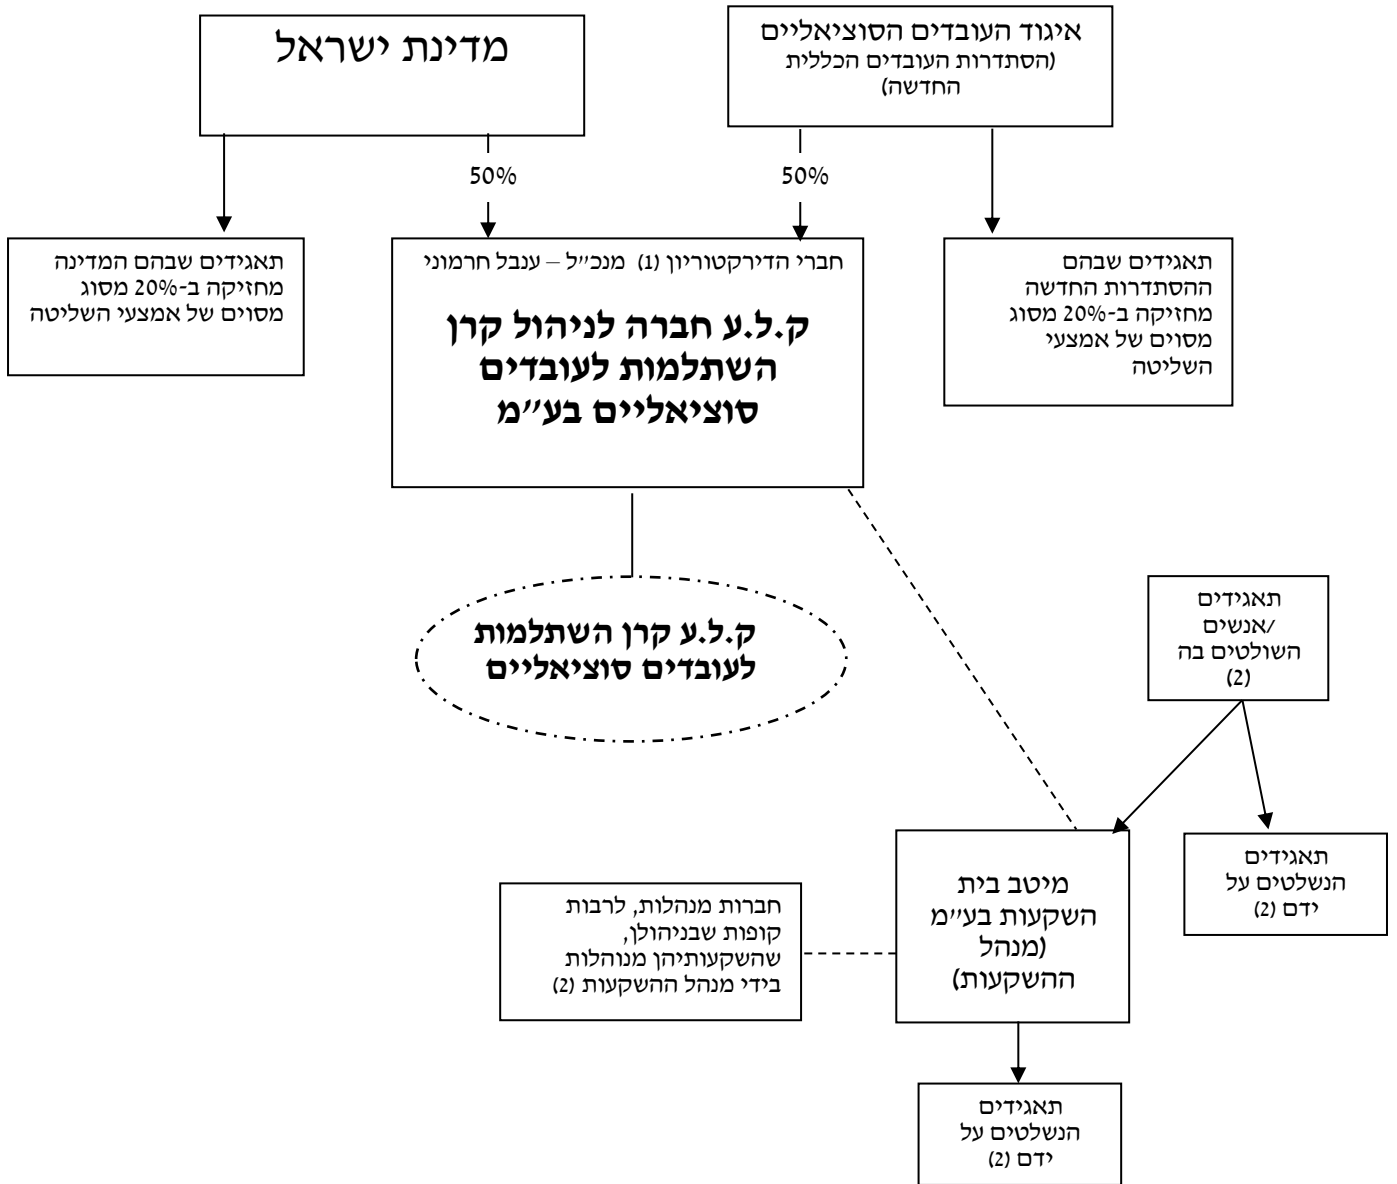 מדינת ישראל
איגוד העובדים הסוציאליים
(הסתדרות העובדים הכללית
החדשה)
50%
50%
תאגידים שבהם המדינה
מחזיקה ב-20% מסוג
מסוים של אמצעי השליטה
חברי הדירקטוריון (1) מנכ״ל – ענבל חרמוני
ק.ל.ע חברה לניהול קרן
השתלמות לעובדים
סוציאליים בע״מ
תאגידים שבהם
ההסתדרות החדשה
מחזיקה ב-20% מסוג
מסוים של אמצעי
השליטה
ק.ל.ע קרן השתלמות
לעובדים סוציאליים
תאגידים
/אנשים
השולטים בה
(2)
מיטב בית
השקעות בע״מ
(מנהל
ההשקעות)
תאגידים
הנשלטים על
ידם (2)
חברות מנהלות, לרבות
קופות שבניהולן,
שהשקעותיהן מנוהלות
בידי מנהל ההשקעות (2)
תאגידים
הנשלטים על
ידם (2)